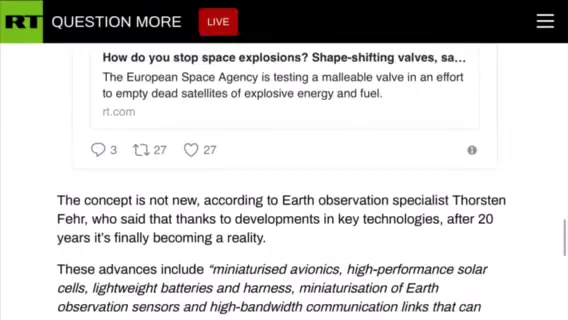 RT QUESTION MORE LIVE
How do you stop space explosions? Shape-shifting valves, sa...
The European Space Agency is testing a malleable valve in an effort
to empty dead satellites of explosive energy and fuel.
rt.com
3 27 27
The concept is not new, according to Earth observation specialist Thorsten
Fehr, who said that thanks to developments in key technologies, after 20
years it’s finally becoming a reality.
These advances include “miniaturised avionics, high-performance solar
cells, lightweight batteries and harness, miniaturisation of Earth
observation sensors and high-bandwidth communication links that can